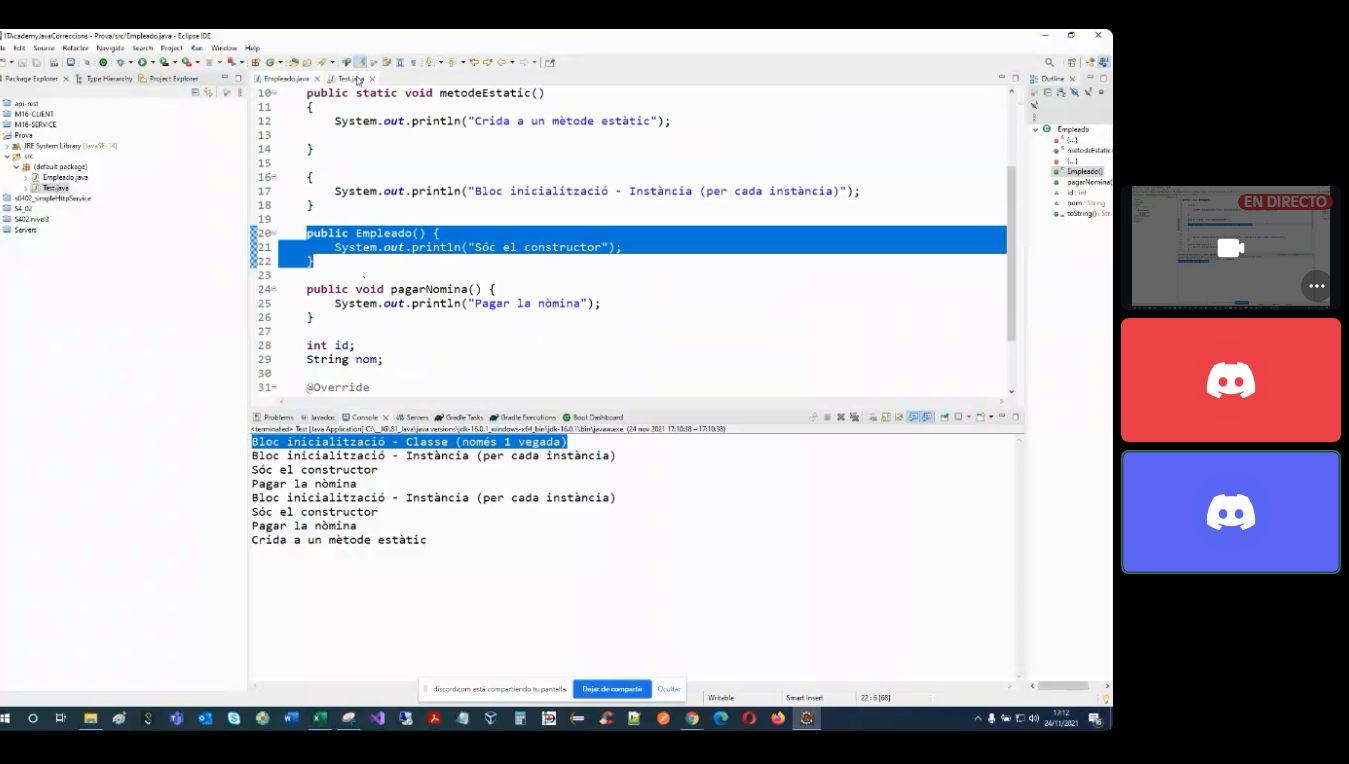 ITAcademyJavaCorreccions - Prova/src/Empleado.java - Eclipse IDE
Edit Source Refactor Navigate Search Project Run Window Help
Package Explorer Type Hierarchy Project Explorer
api-rest
M16-CLIENT
M16-SERVICE
Prova
JRE System Library [JavaSE-14]
src
(default package)
Empleado.java
Test.java
s0402_simpleHttpService
S4_02
S402.nivel3
Servers
Empleado.java Test.java
10 public static void metodeEstatic()
11 {
12 System.out.println("Crida a un mètode estàtic");
13
14 }
15
16 {
17 System.out.println("Bloc inicialització - Instància (per cada instància)");
18 }
19
20 public Empleado() {
21 System.out.println("Sóc el constructor");
22 }
23
24 public void pagarNomina() {
25 System.out.println("Pagar la nòmina");
26 }
27
28 int id;
29 String nom;
30
31 @Override
Outline
Empleado
{...}
metodeEstatic
{...}
Empleado()
pagarNomina()
id : int
nom : String
toString() : Str
Problems Javadoc Console Servers Gradle Tasks Gradle Executions Boot Dashboard
<terminated> Test [Java Application] C:\_JG\81_Java\java versions\jdk-16.0.1_windows-x64_bin\jdk-16.0.1\bin\javaw.exe (24 nov 2021 17:10:38 – 17:10:38)
Bloc inicialització - Classe (només 1 vegada)
Bloc inicialització - Instància (per cada instància)
Sóc el constructor
Pagar la nòmina
Bloc inicialització - Instància (per cada instància)
Sóc el constructor
Pagar la nòmina
Crida a un mètode estàtic
discord.com está compartiendo tu pantalla. Dejar de compartir Ocultar
Writable Smart Insert 22 : 6 [68]
24/11/2021
EN DIRECTO